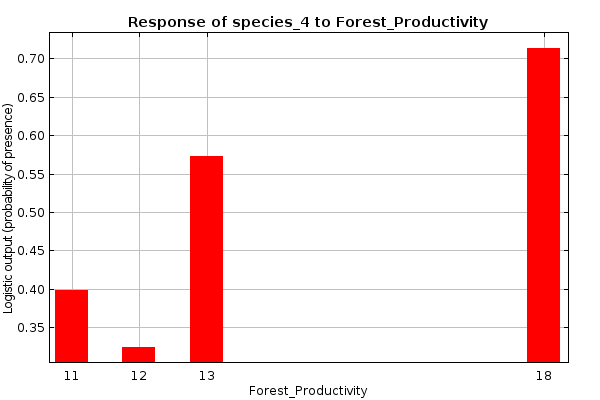 Response of species_4 to Forest_Productivity
Logistic output (probability of presence)
0.70
0.65
0.60
0.55
0.50
0.45
0.40
0.35
11 12 13 18
Forest_Productivity